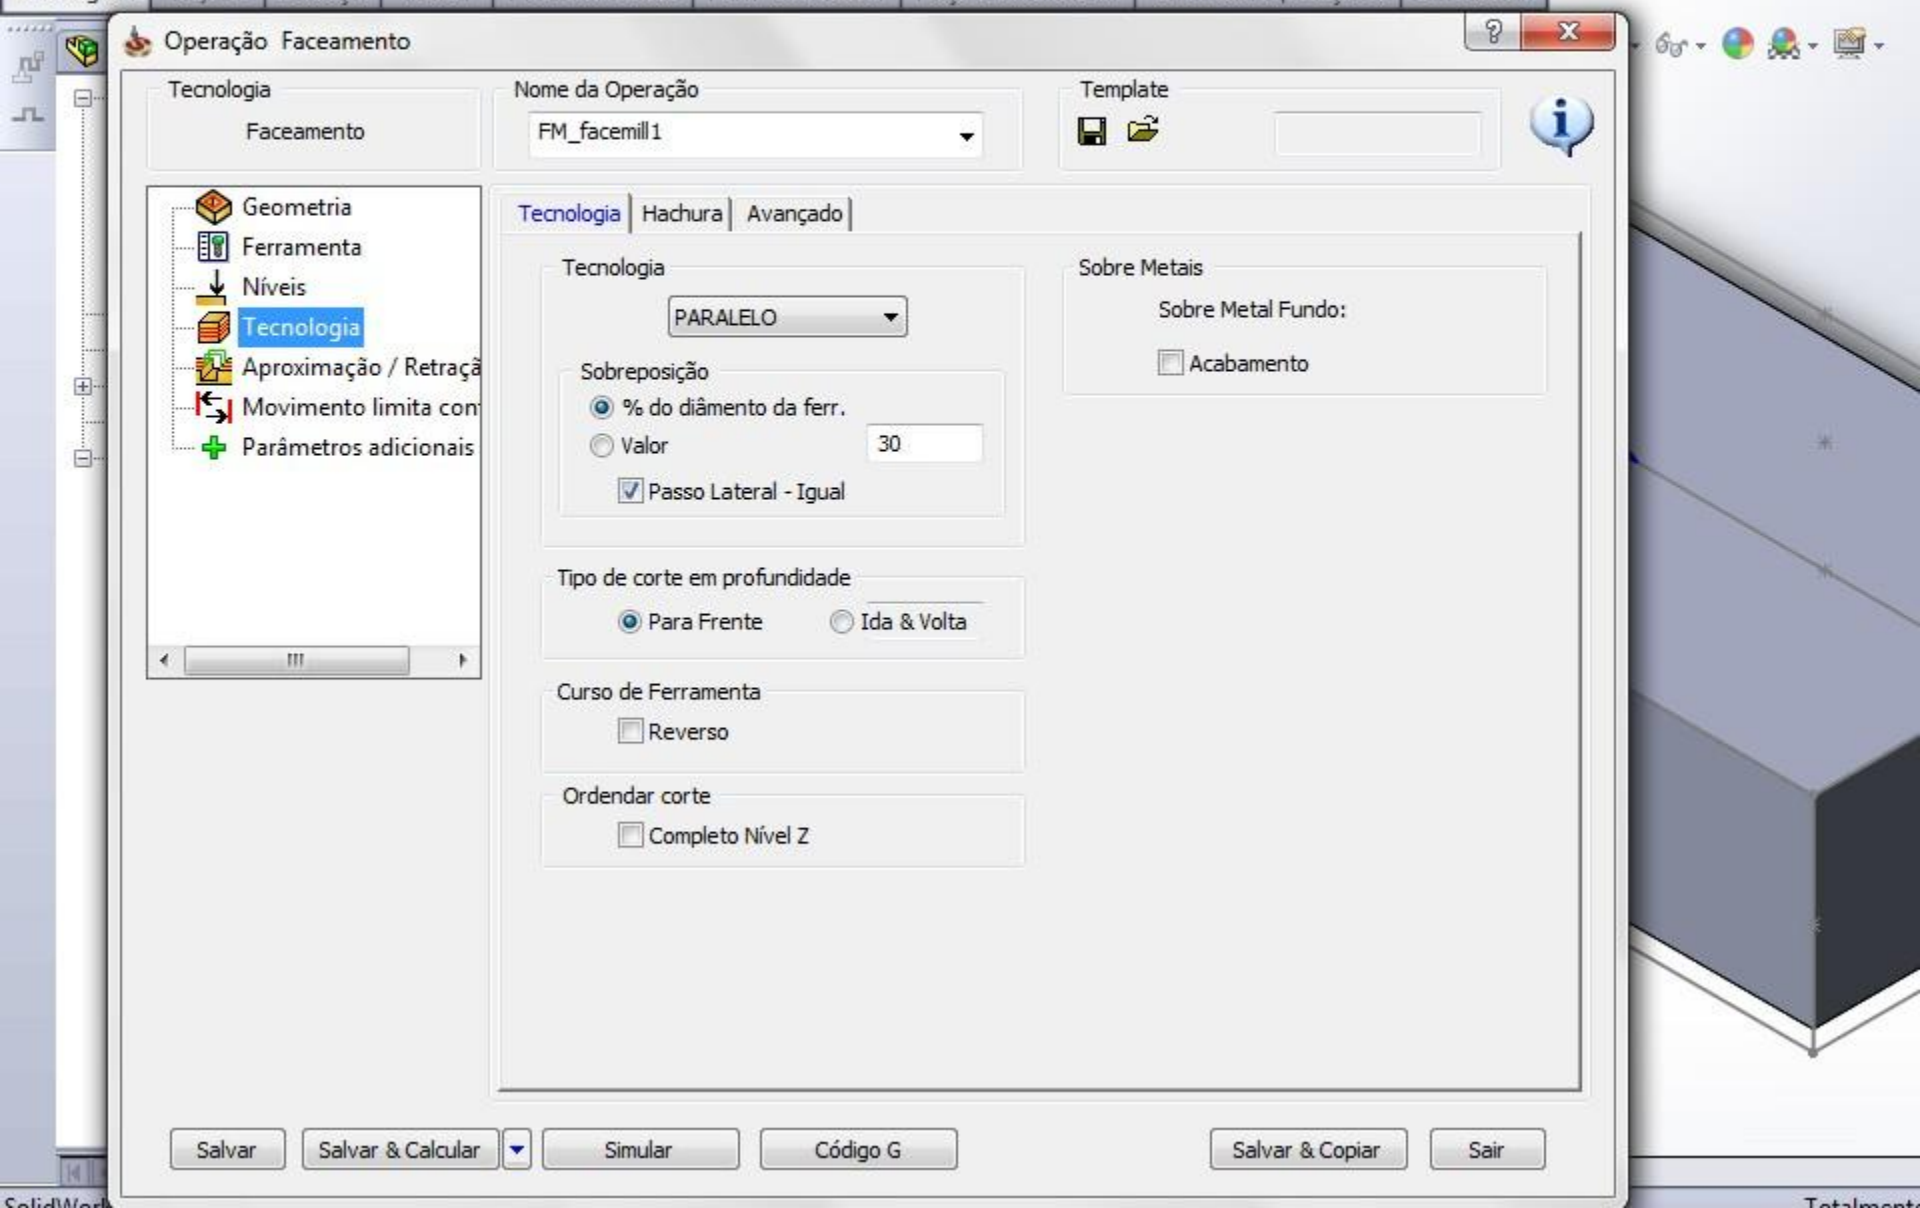 Operação Faceamento
Tecnologia
Nome da Operação
Template
Faceamento
FM_facemill1
Geometria
Ferramenta
Níveis
Tecnologia
Aproximação / Retraçã
Movimento limita con
Parâmetros adicionais
Tecnologia Hachura Avançado
Tecnologia
PARALELO
Sobreposição
% do diâmento da ferr.
Valor
30
Passo Lateral - Igual
Tipo de corte em profundidade
Para Frente
Ida & Volta
Curso de Ferramenta
Reverso
Ordendar corte
Completo Nível Z
Sobre Metais
Sobre Metal Fundo:
Acabamento
Salvar
Salvar & Calcular
Simular
Código G
Salvar & Copiar
Sair